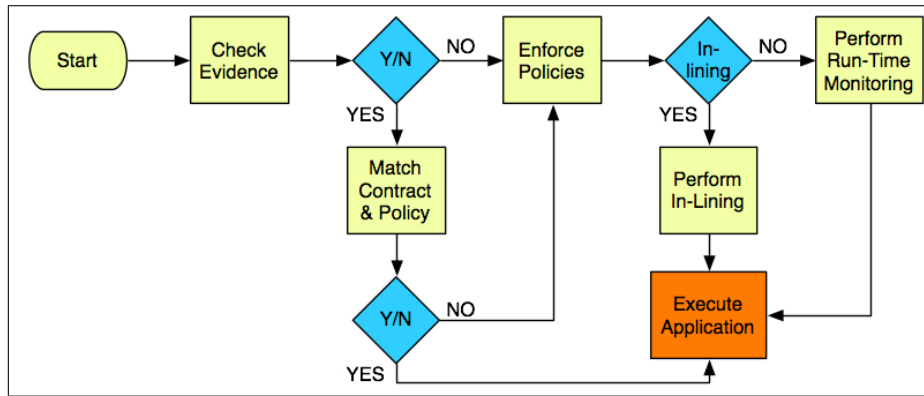 Start
Check
Evidence
Y/N
NO
YES
Enforce
Policies
In-
lining
NO
YES
Perform
Run-Time
Monitoring
Match
Contract
& Policy
Perform
In-Lining
Y/N
NO
YES
Execute
Application